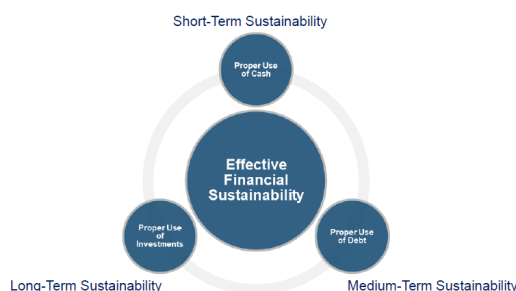 Short-Term Sustainability
Proper Use
of Cash
Effective
Financial
Sustainability
Proper Use
of
Investments
Proper Use
of Debt
Long-Term Sustainability
Medium-Term Sustainability